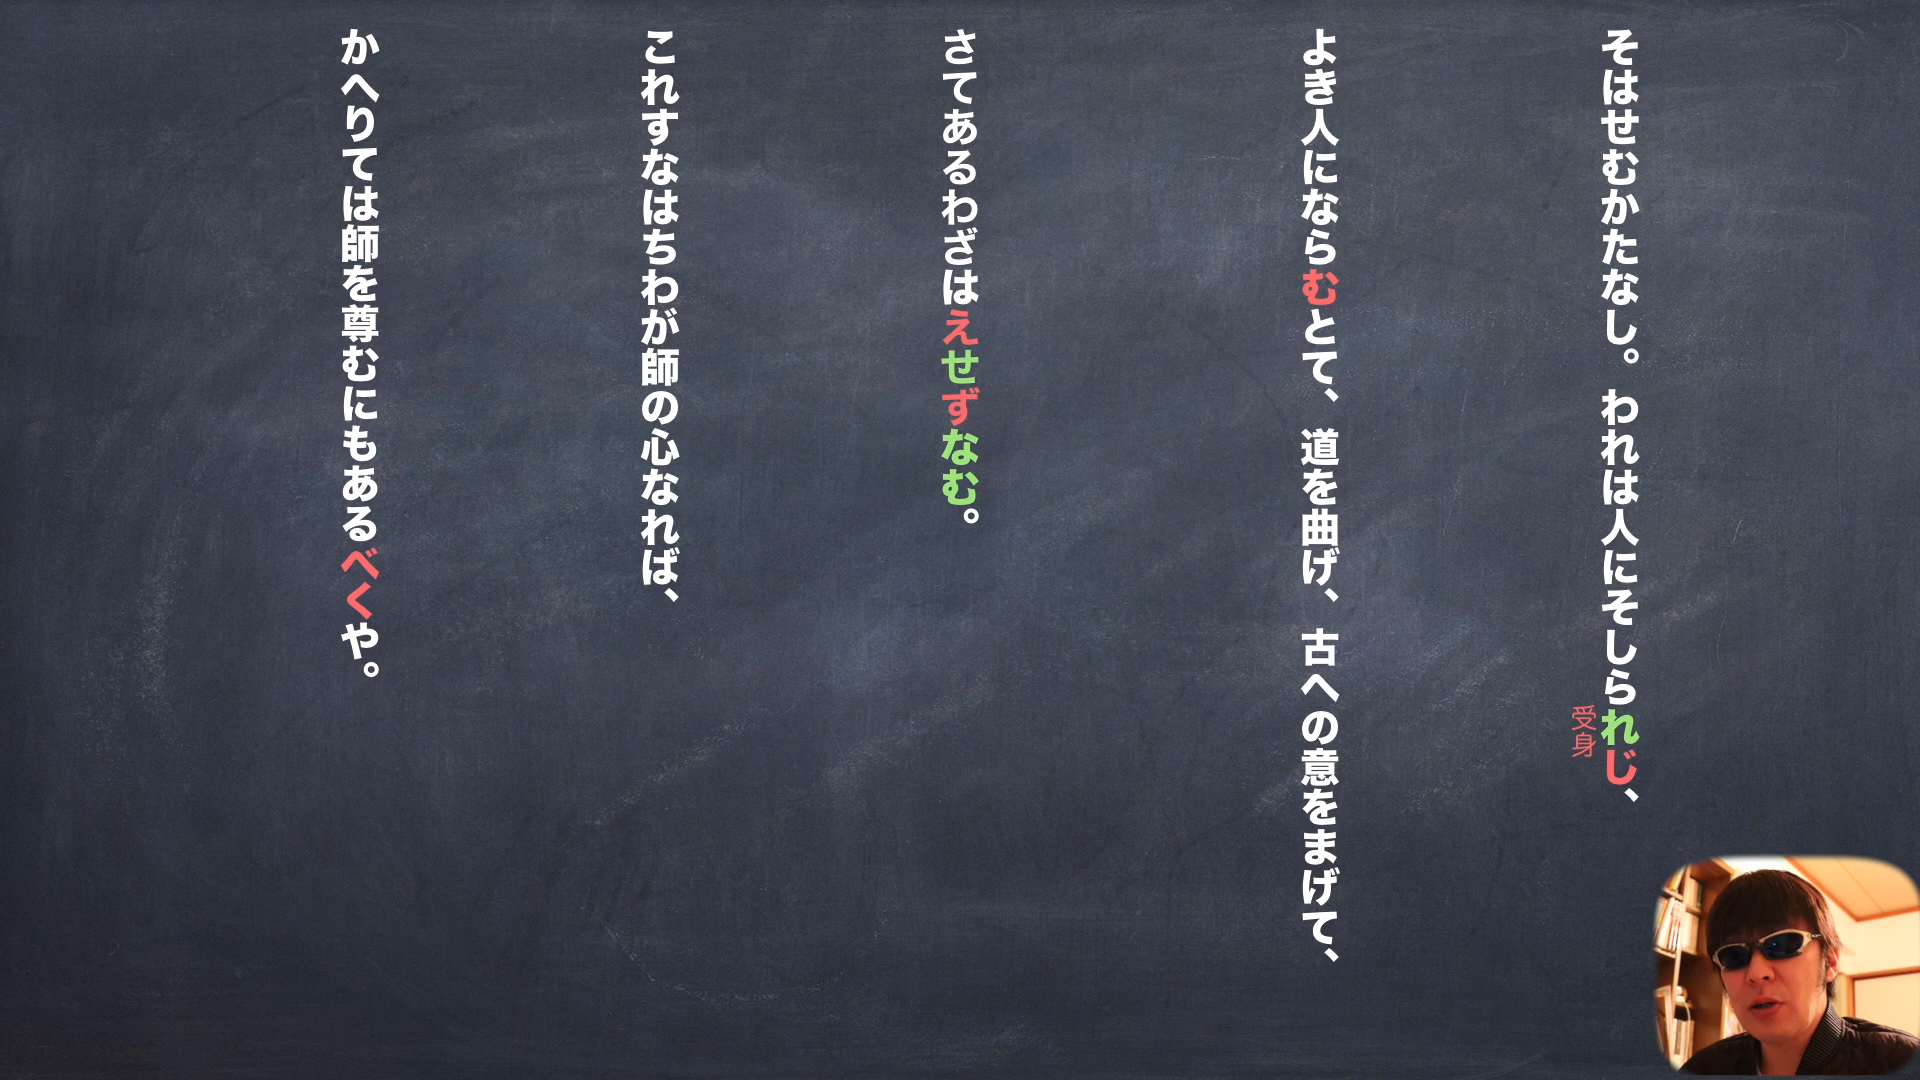 そはせむかたなし。われは人にそしられじ、
受身
よき人にならむとて、道を曲げ、古への意をまげて、
さてあるわざはえせずなむ。
これすなはちわが師の心なれば、
かへりては師を尊むにもあるべくや。